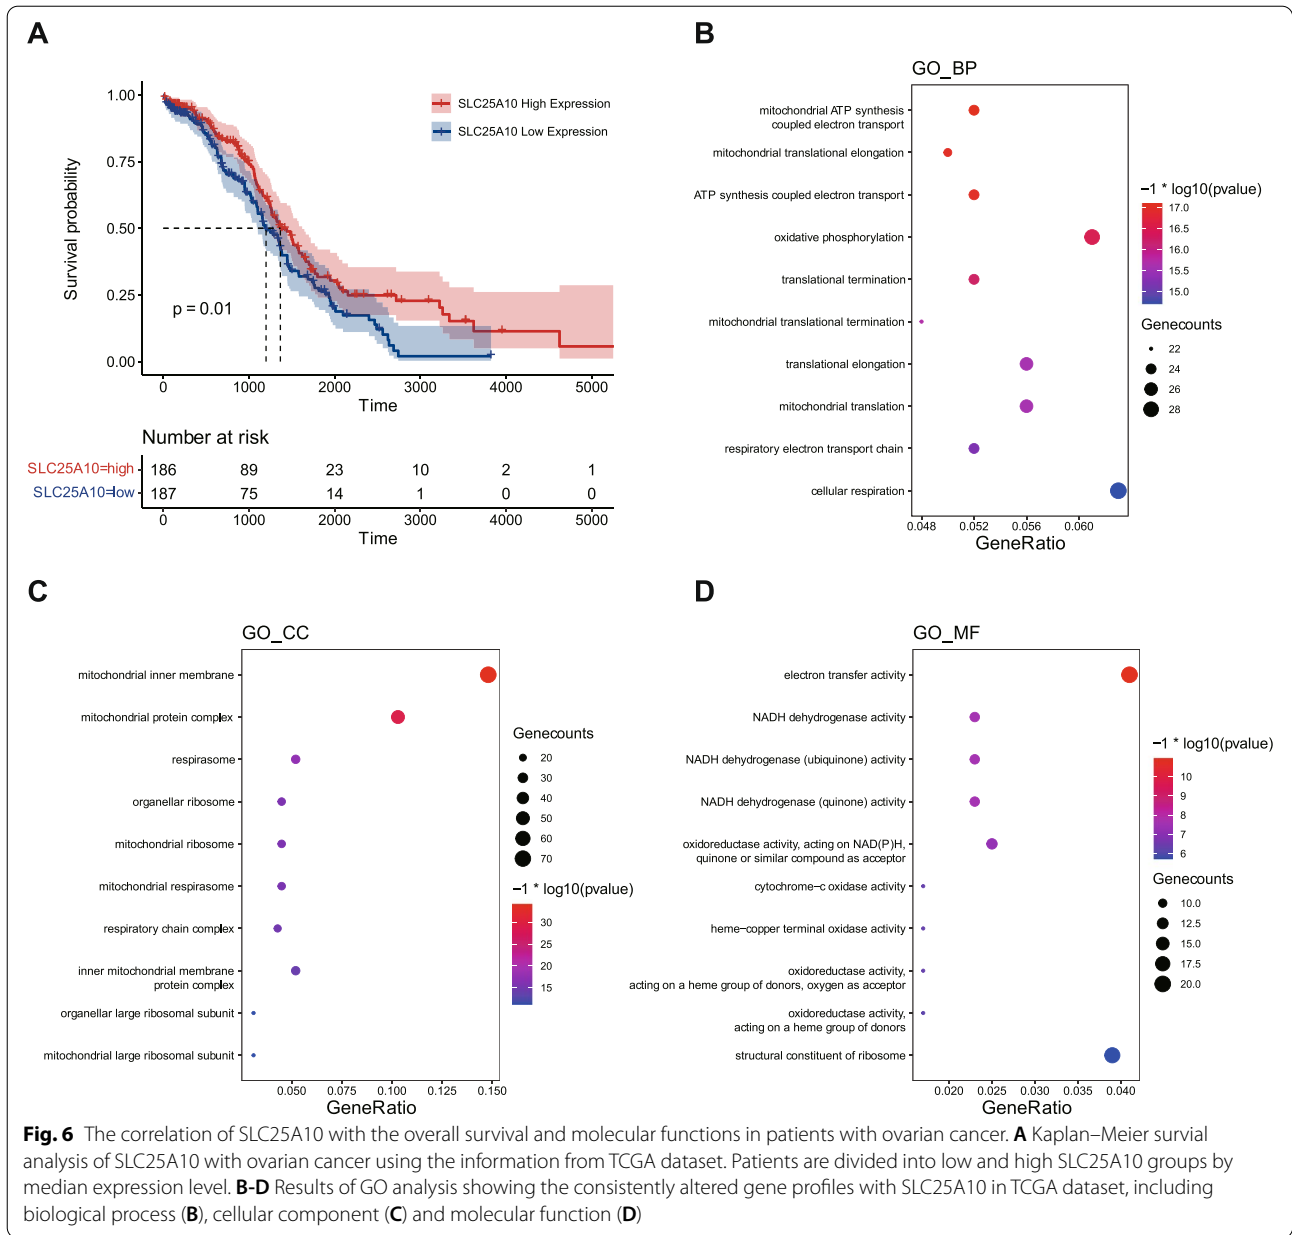 A
1.00
0.75
0.50
0.25
0.00
Survival probability
SLC25A10 High Expression
SLC25A10 Low Expression
p = 0.01
0 1000 2000 3000 4000 5000
Time
Number at risk
SLC25A10=high 186 89 23 10 2 1
SLC25A10=low 187 75 14 1 0 0
0 1000 2000 3000 4000 5000
Time
B
GO_BP
mitochondrial ATP synthesis
coupled electron transport
mitochondrial translational elongation
ATP synthesis coupled electron transport
oxidative phosphorylation
translational termination
mitochondrial translational termination
translational elongation
mitochondrial translation
respiratory electron transport chain
cellular respiration
0.048 0.052 0.056 0.060
GeneRatio
−1 * log10(pvalue)
17.0
16.5
16.0
15.5
15.0
Genecounts
22
24
26
28
C
GO_CC
mitochondrial inner membrane
mitochondrial protein complex
respirasome
organellar ribosome
mitochondrial ribosome
mitochondrial respirasome
respiratory chain complex
inner mitochondrial membrane
protein complex
organellar large ribosomal subunit
mitochondrial large ribosomal subunit
0.050 0.075 0.100 0.125 0.150
GeneRatio
Genecounts
20
30
40
50
60
70
−1 * log10(pvalue)
30
25
20
15
D
GO_MF
electron transfer activity
NADH dehydrogenase activity
NADH dehydrogenase (ubiquinone) activity
NADH dehydrogenase (quinone) activity
oxidoreductase activity, acting on NAD(P)H,
quinone or similar compound as acceptor
cytochrome−c oxidase activity
heme−copper terminal oxidase activity
oxidoreductase activity,
acting on a heme group of donors, oxygen as acceptor
oxidoreductase activity,
acting on a heme group of donors
structural constituent of ribosome
0.020 0.025 0.030 0.035 0.040
GeneRatio
−1 * log10(pvalue)
10
9
8
7
6
Genecounts
10.0
12.5
15.0
17.5
20.0
Fig. 6 The correlation of SLC25A10 with the overall survival and molecular functions in patients with ovarian cancer. A Kaplan–Meier survial
analysis of SLC25A10 with ovarian cancer using the information from TCGA dataset. Patients are divided into low and high SLC25A10 groups by
median expression level. B-D Results of GO analysis showing the consistently altered gene profiles with SLC25A10 in TCGA dataset, including
biological process (B), cellular component (C) and molecular function (D)